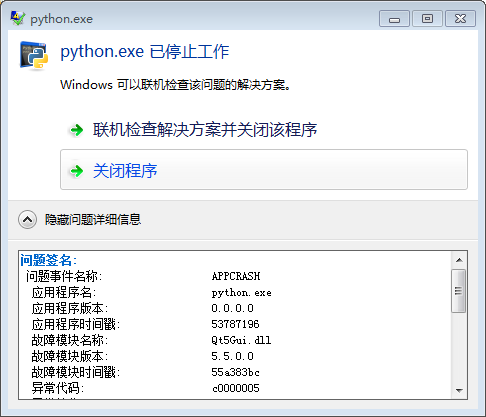 python.exe
python.exe 已停止工作
Windows 可以联机检查该问题的解决方案。
联机检查解决方案并关闭该程序
关闭程序
隐藏问题详细信息
问题签名:
问题事件名称: APPCRASH
应用程序名: python.exe
应用程序版本: 0.0.0.0
应用程序时间戳: 53787196
故障模块名称: Qt5Gui.dll
故障模块版本: 5.5.0.0
故障模块时间戳: 55a383bc
异常代码: c0000005